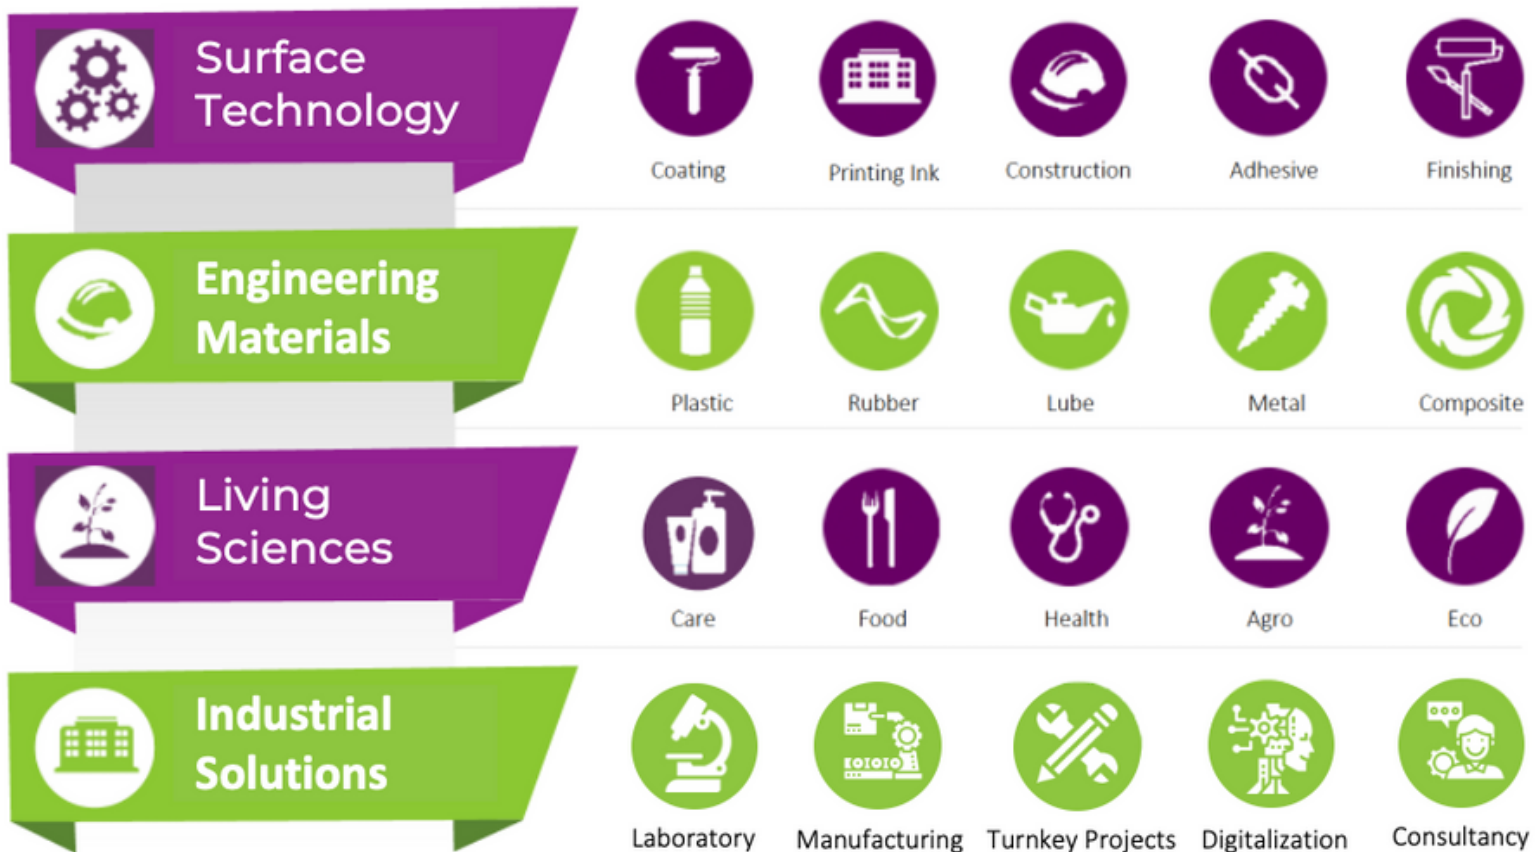 Surface
Technology
Coating
Printing Ink
Construction
Adhesive
Finishing
Engineering
Materials
Plastic
Rubber
Lube
Metal
Composite
Living
Sciences
Care
Food
Health
Agro
Eco
Industrial
Solutions
Laboratory
Manufacturing
Turnkey Projects
Digitalization
Consultancy